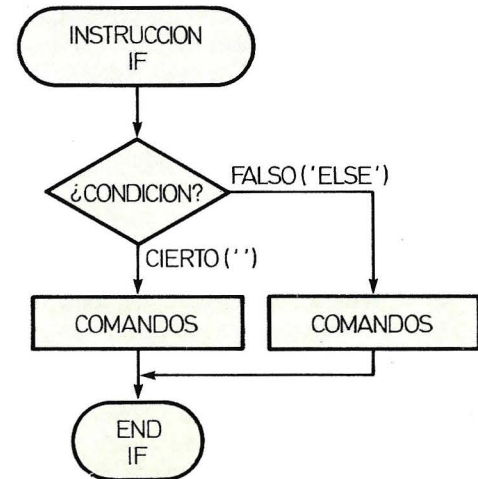 INSTRUCCION
IF
¿CONDICION?
FALSO ('ELSE')
CIERTO (' ')
COMANDOS
COMANDOS
END
IF